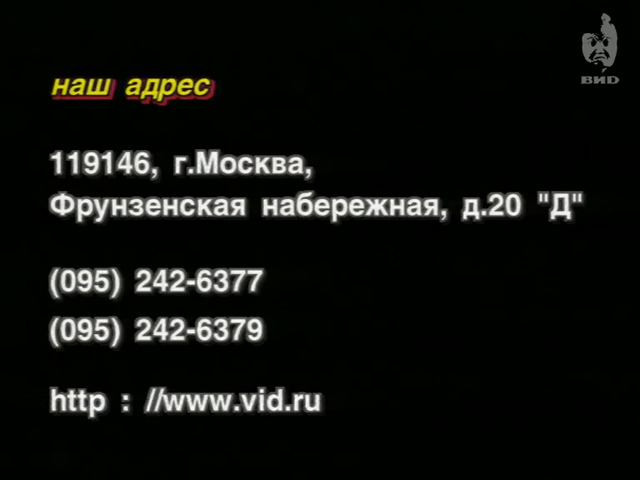 ВИD
наш адрес
119146, г.Москва,
Фрунзенская набережная, д.20 "Д"
(095) 242-6377
(095) 242-6379
http : //www.vid.ru